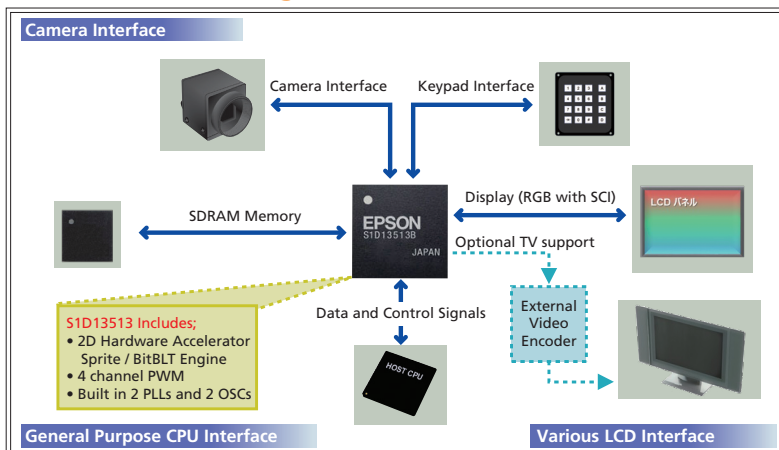 Camera Interface
Camera Interface
Keypad Interface
SDRAM Memory
EPSON
S1D13513B
JAPAN
Display (RGB with SCI)
LCD パネル
Optional TV support
S1D13513 Includes;
• 2D Hardware Accelerator
Sprite / BitBLT Engine
• 4 channel PWM
• Built in 2 PLLs and 2 OSCs
Data and Control Signals
External
Video
Encoder
HOST CPU
General Purpose CPU Interface
Various LCD Interface